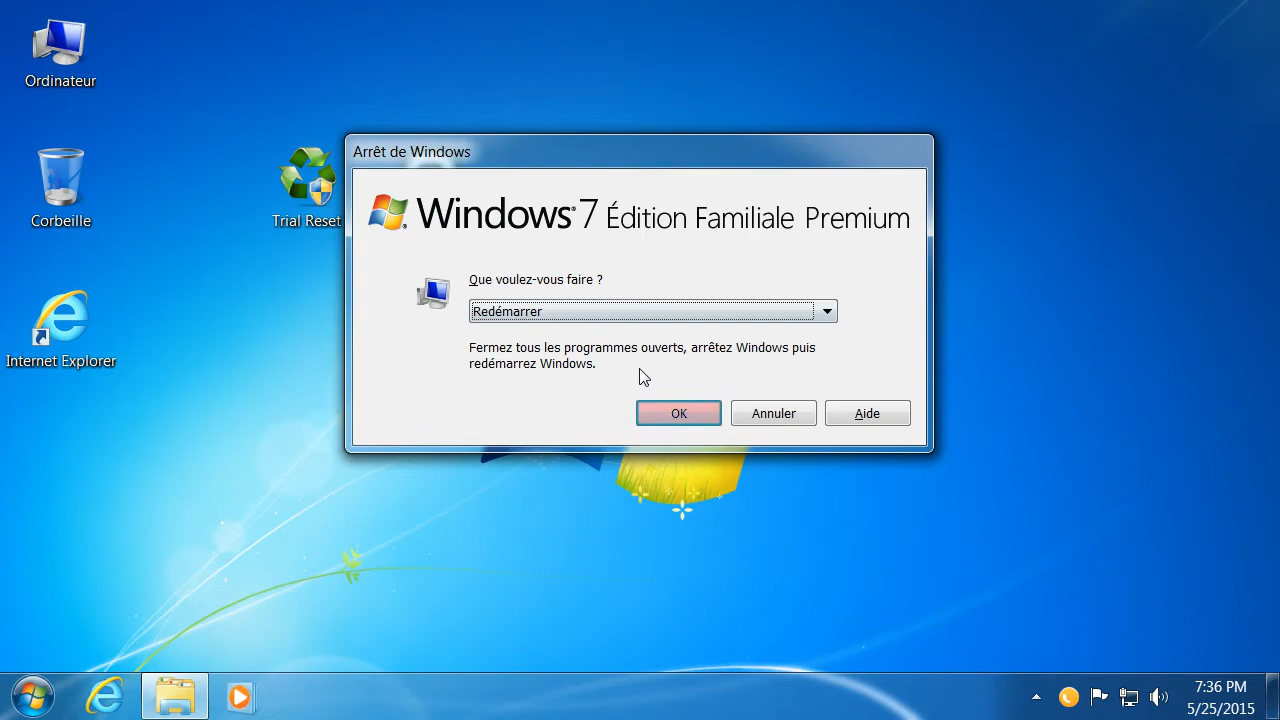 Ordinateur
Corbeille
Trial Reset
Internet Explorer
Arrêt de Windows
Windows® 7 Édition Familiale Premium
Que voulez-vous faire ?
Redémarrer
Fermez tous les programmes ouverts, arrêtez Windows puis
redémarrez Windows.
OK
Annuler
Aide
7:36 PM
5/25/2015